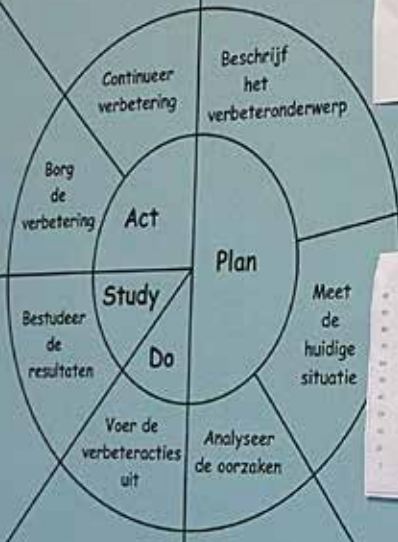 Beschrijf
het
verbeteronderwerp
Meet
de
huidige
situatie
Analyseer
de oorzaken
Voer de
verbeteracties
uit
Bestudeer
de
resultaten
Borg
de
verbetering
Continueer
verbetering
Plan
Do
Study
Act